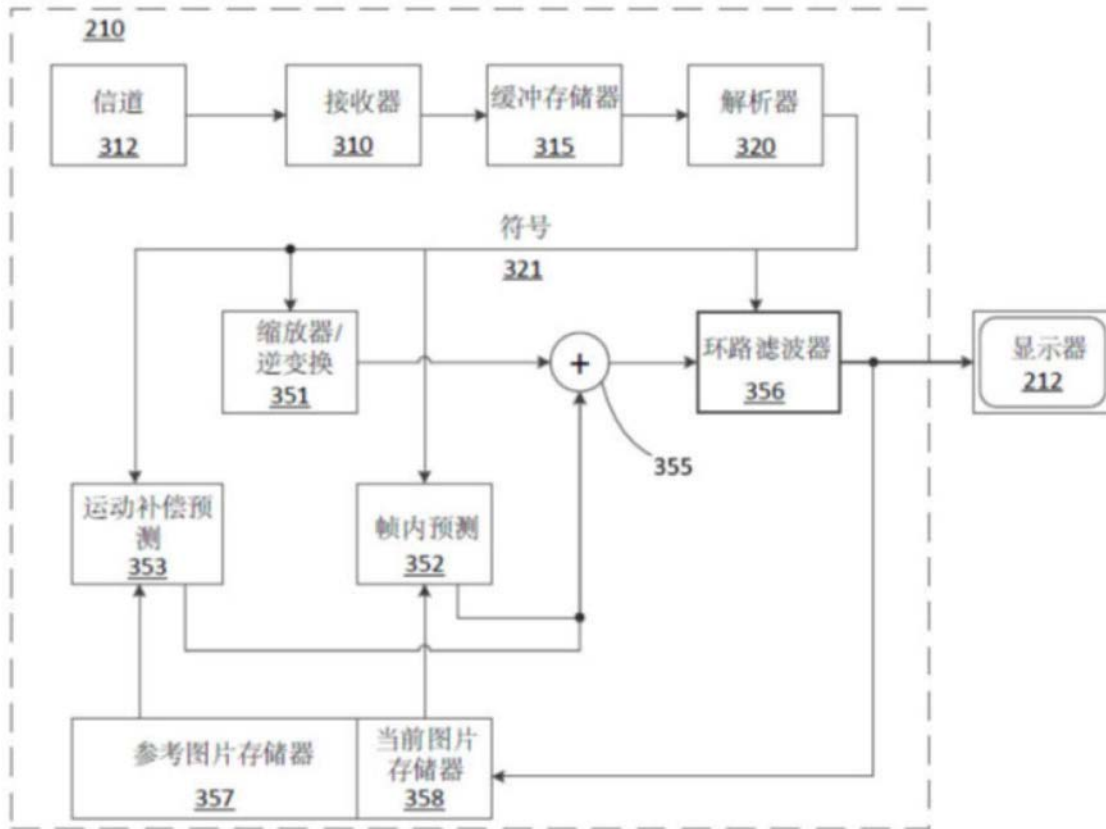 210
信道
312
接收器
310
缓冲存储器
315
解析器
320
符号
321
缩放器/
逆变换
351
+
环路滤波器
356
显示器
212
355
运动补偿预
测
353
帧内预测
352
参考图片存储器
357
当前图片
存储器
358